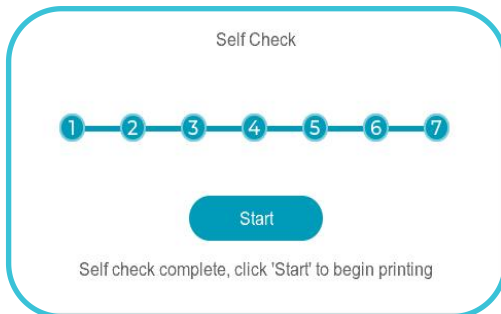 Self Check
1 2 3 4 5 6 7
Start
Self check complete, click 'Start' to begin printing